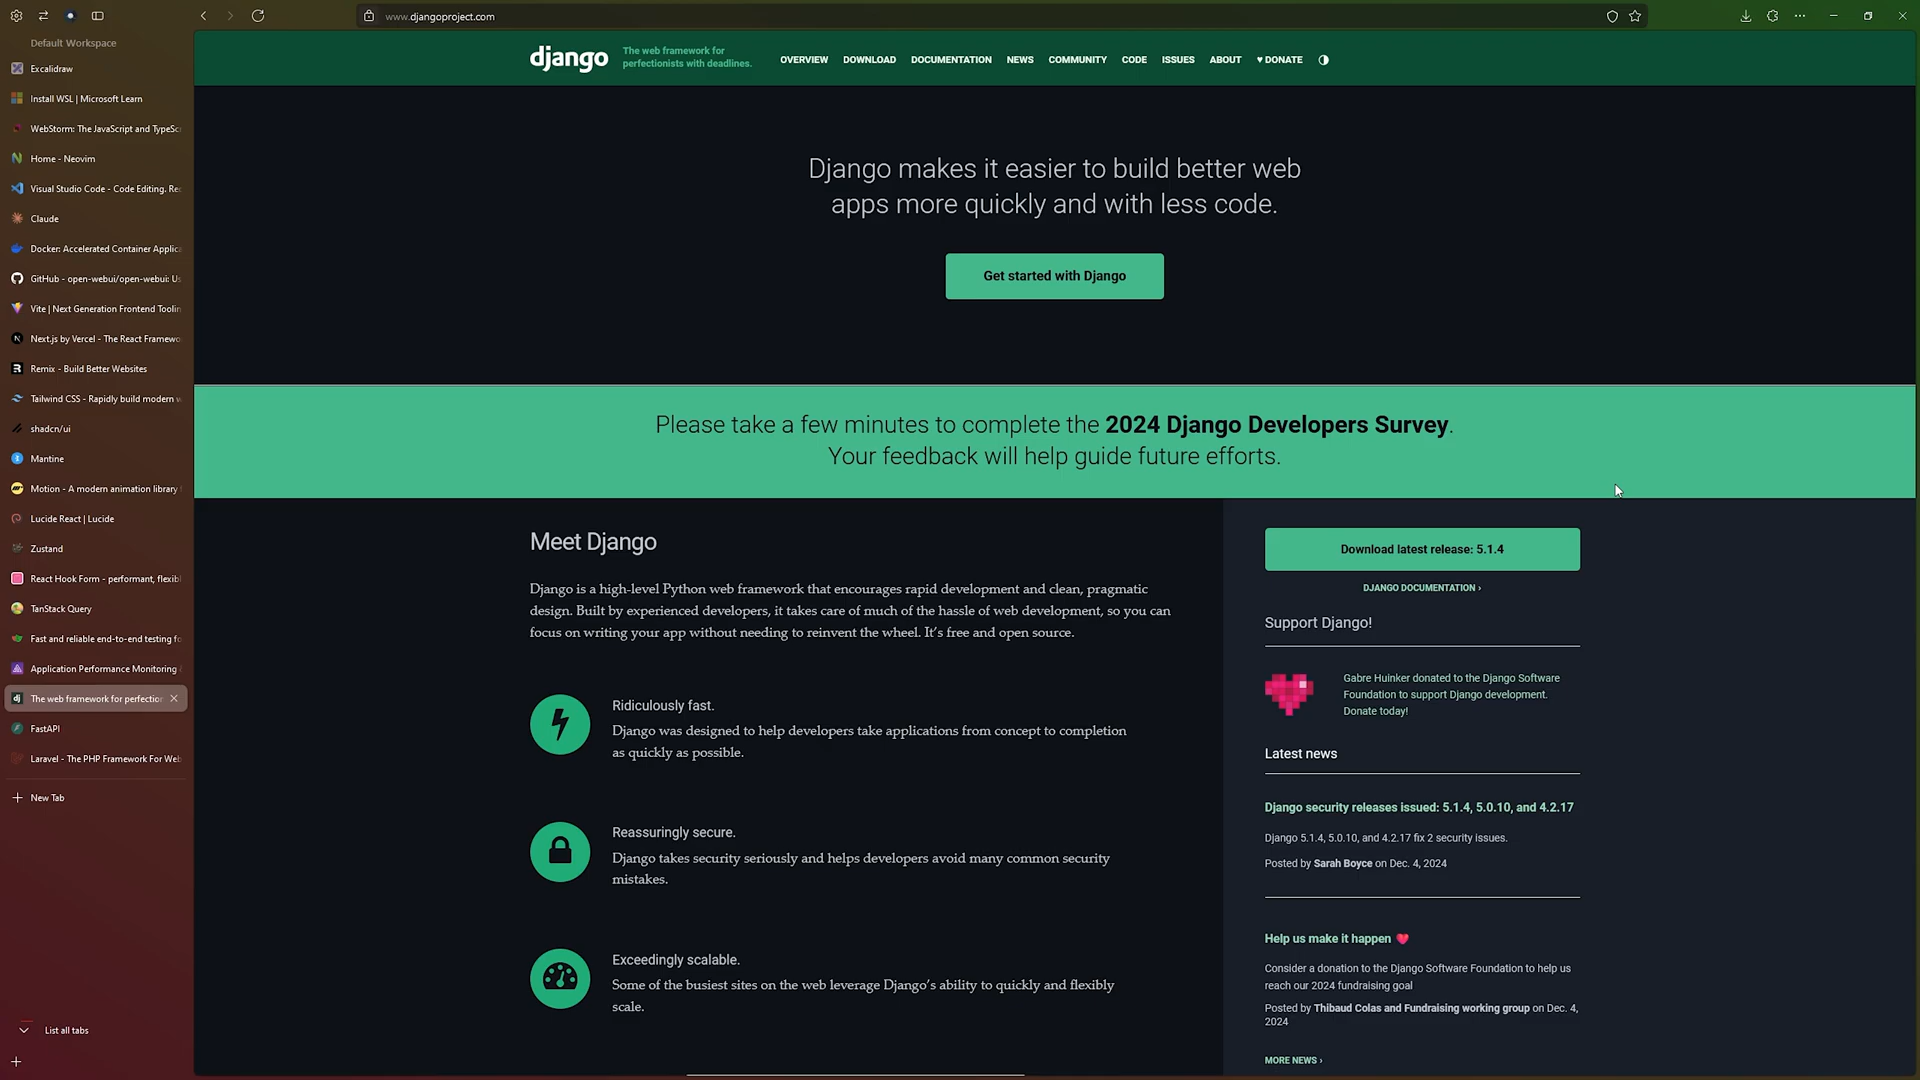 www.djangoproject.com
Default Workspace
Excalidraw
Install WSL | Microsoft Learn
WebStorm: The JavaScript and TypeSc
Home - Neovim
Visual Studio Code - Code Editing. Re
Claude
Docker: Accelerated Container Applic
GitHub - open-webui/open-webui: Us
Vite | Next Generation Frontend Toolin
Next.js by Vercel - The React Framewo
Remix - Build Better Websites
Tailwind CSS - Rapidly build modern w
shadcn/ui
Mantine
Motion - A modern animation library
Lucide React | Lucide
Zustand
React Hook Form - performant, flexib
TanStack Query
Fast and reliable end-to-end testing fo
Application Performance Monitoring
dj The web framework for perfection
FastAPI
Laravel - The PHP Framework For Web
New Tab
List all tabs
django
The web framework for
perfectionists with deadlines.
OVERVIEW DOWNLOAD DOCUMENTATION NEWS COMMUNITY CODE ISSUES ABOUT ♥ DONATE
Django makes it easier to build better web
apps more quickly and with less code.
Get started with Django
Please take a few minutes to complete the 2024 Django Developers Survey.
Your feedback will help guide future efforts.
Meet Django
Django is a high-level Python web framework that encourages rapid development and clean, pragmatic
design. Built by experienced developers, it takes care of much of the hassle of web development, so you can
focus on writing your app without needing to reinvent the wheel. It’s free and open source.
Ridiculously fast.
Django was designed to help developers take applications from concept to completion
as quickly as possible.
Reassuringly secure.
Django takes security seriously and helps developers avoid many common security
mistakes.
Exceedingly scalable.
Some of the busiest sites on the web leverage Django’s ability to quickly and flexibly
scale.
Download latest release: 5.1.4
DJANGO DOCUMENTATION ›
Support Django!
Gabre Huinker donated to the Django Software
Foundation to support Django development.
Donate today!
Latest news
Django security releases issued: 5.1.4, 5.0.10, and 4.2.17
Django 5.1.4, 5.0.10, and 4.2.17 fix 2 security issues.
Posted by Sarah Boyce on Dec. 4, 2024
Help us make it happen ❤️
Consider a donation to the Django Software Foundation to help us
reach our 2024 fundraising goal
Posted by Thibaud Colas and Fundraising working group on Dec. 4,
2024
MORE NEWS ›